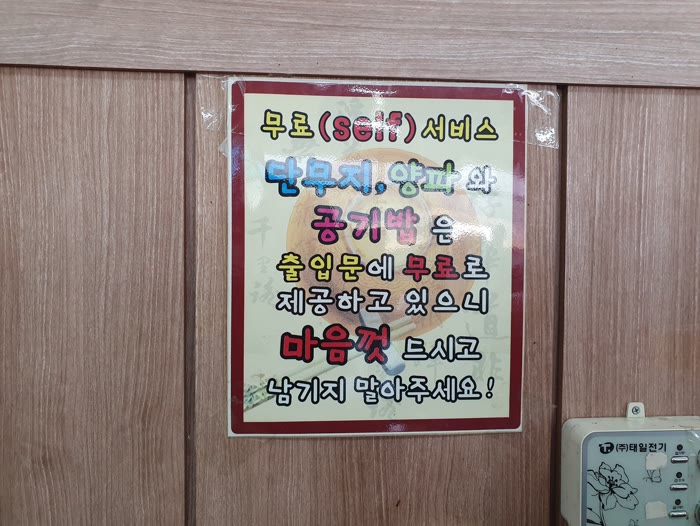 무료(self)서비스
단무지, 양파와
공기밥은
출입문에 무료로
제공하고 있으니
마음껏 드시고
남기지 말아주세요!
(주)태일전기